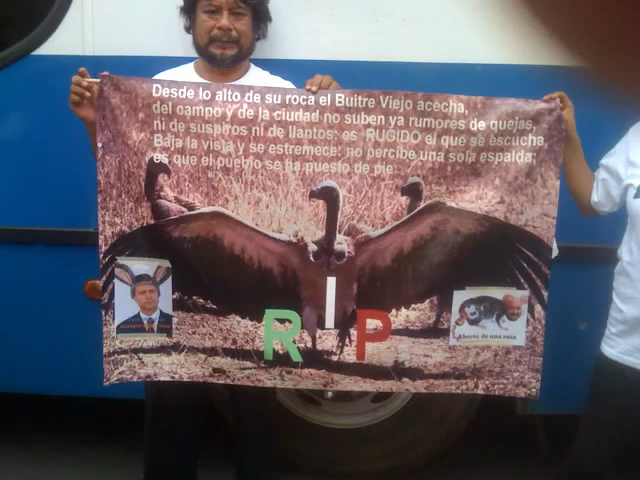 Desde lo alto de su roca el Buitre Viejo acecha,
del campo y de la ciudad no suben ya rumores de quejas,
ni de suspiros ni de llantos: es RUGIDO el que se escucha,
Baja la vista y se estremece: no percibe una sola espalda;
es que el pueblo se ha puesto de pie
R I P
Ahorro de una rata